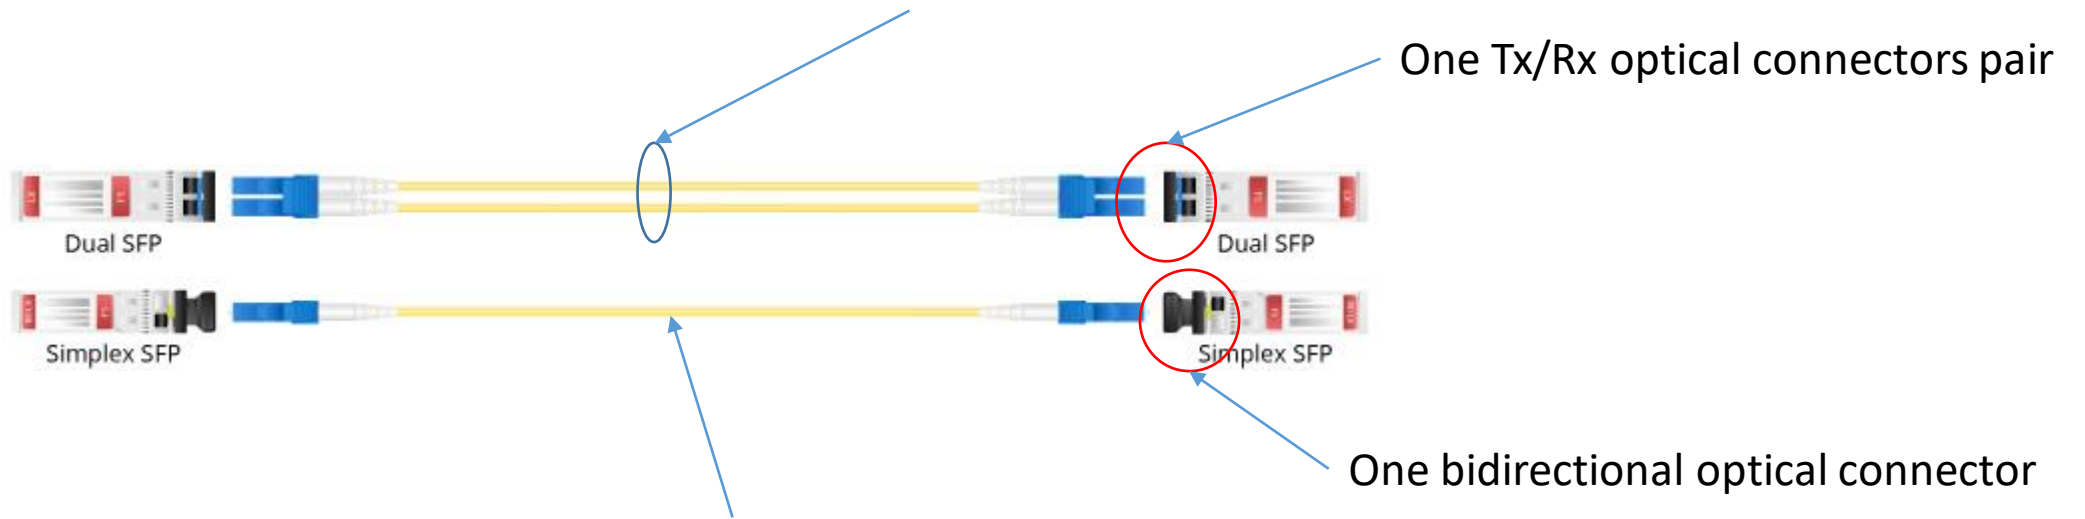 One Tx/Rx optical connectors pair
Dual SFP
Dual SFP
Simplex SFP
Simplex SFP
One bidirectional optical connector